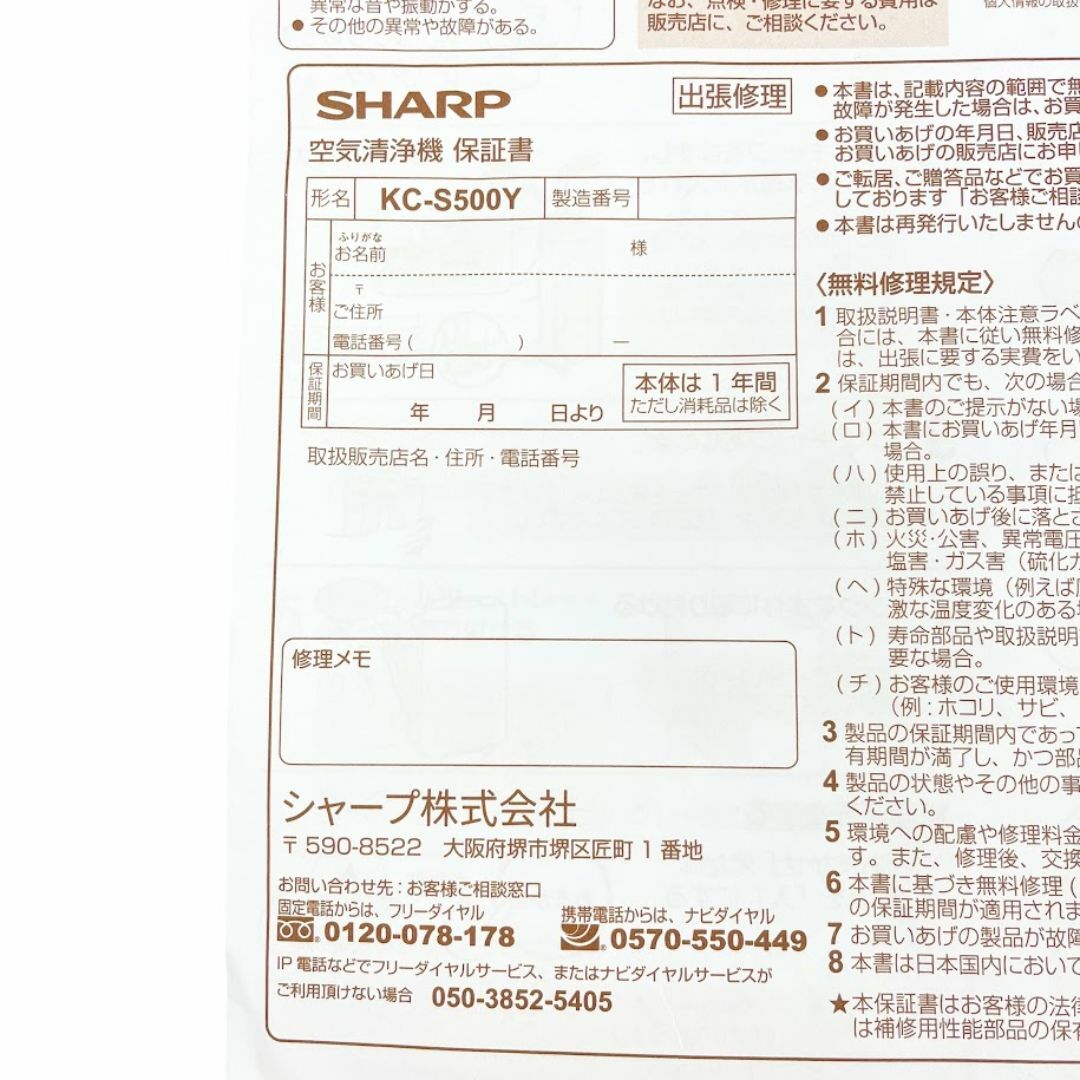 異常な音や振動がする。
● その他の異常や故障がある。
なお、点検・修理に要する費用は
販売店に、ご相談ください。
個人情報の取扱
SHARP
出張修理
空気清浄機 保証書
形名 KC-S500Y 製造番号
お客様
ふりがな
お名前 様
〒
ご住所
電話番号( ) ー
保証期間
お買いあげ日
年 月 日より
本体は 1 年間
ただし消耗品は除く
取扱販売店名・住所・電話番号
修理メモ
シャープ株式会社
〒 590-8522 大阪府堺市堺区匠町 1 番地
お問い合わせ先:お客様ご相談窓口
固定電話からは、フリーダイヤル
0120-078-178
携帯電話からは、ナビダイヤル
0570-550-449
IP 電話などでフリーダイヤルサービス、またはナビダイヤルサービスが
ご利用頂けない場合 050-3852-5405
● 本書は、記載内容の範囲で無
故障が発生した場合は、お買
● お買いあげの年月日、販売店
お買いあげの販売店にお申
● ご転居、ご贈答品などでお買
しております「お客様ご相談
● 本書は再発行いたしません
〈無料修理規定〉
1 取扱説明書・本体注意ラベ
合には、本書に従い無料修
は、出張に要する実費をい
2 保証期間内でも、次の場合
(イ) 本書のご提示がない場
(ロ) 本書にお買いあげ年月
場合。
(ハ) 使用上の誤り、または
禁止している事項に
(ニ) お買いあげ後に落とさ
(ホ) 火災・公害、異常電圧
塩害・ガス害(硫化ガ
(ヘ) 特殊な環境(例えば
激な温度変化のある
(ト) 寿命部品や取扱説明
要な場合。
(チ) お客様のご使用環境
(例:ホコリ、サビ、
3 製品の保証期間内であっ
有期間が満了し、かつ部品
4 製品の状態やその他の事
ください。
5 環境への配慮や修理料金
す。また、修理後、交換
6 本書に基づき無料修理(
の保証期間が適用されま
7 お買いあげの製品が故障
8 本書は日本国内において
★本保証書はお客様の法律
は補修用性能部品の保有